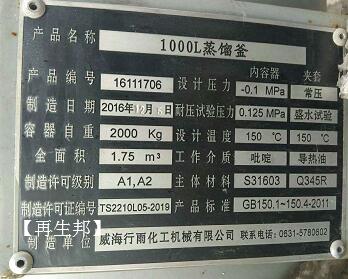 产品名称 1000L蒸馏釜
内容器 夹套
产品编号 16111706 设计压力 -0.1 MPa 常压
制造日期 2016年12月 日 耐压试验压力 0.125 MPa 盛水试验
容器自重 2000 Kg 设计温度 150 ℃ 150 ℃
全面积 1.75 m³ 工作介质 吡啶 导热油
制造许可级别 A1,A2 主体材料 S31603 Q345R
制造许可证编号 TS2210L05-2019 产品标准 GB150.1~150.4-2011
【再生邦】
制造单位 威海行雨化工机械有限公司 联系电话:0631-5780602